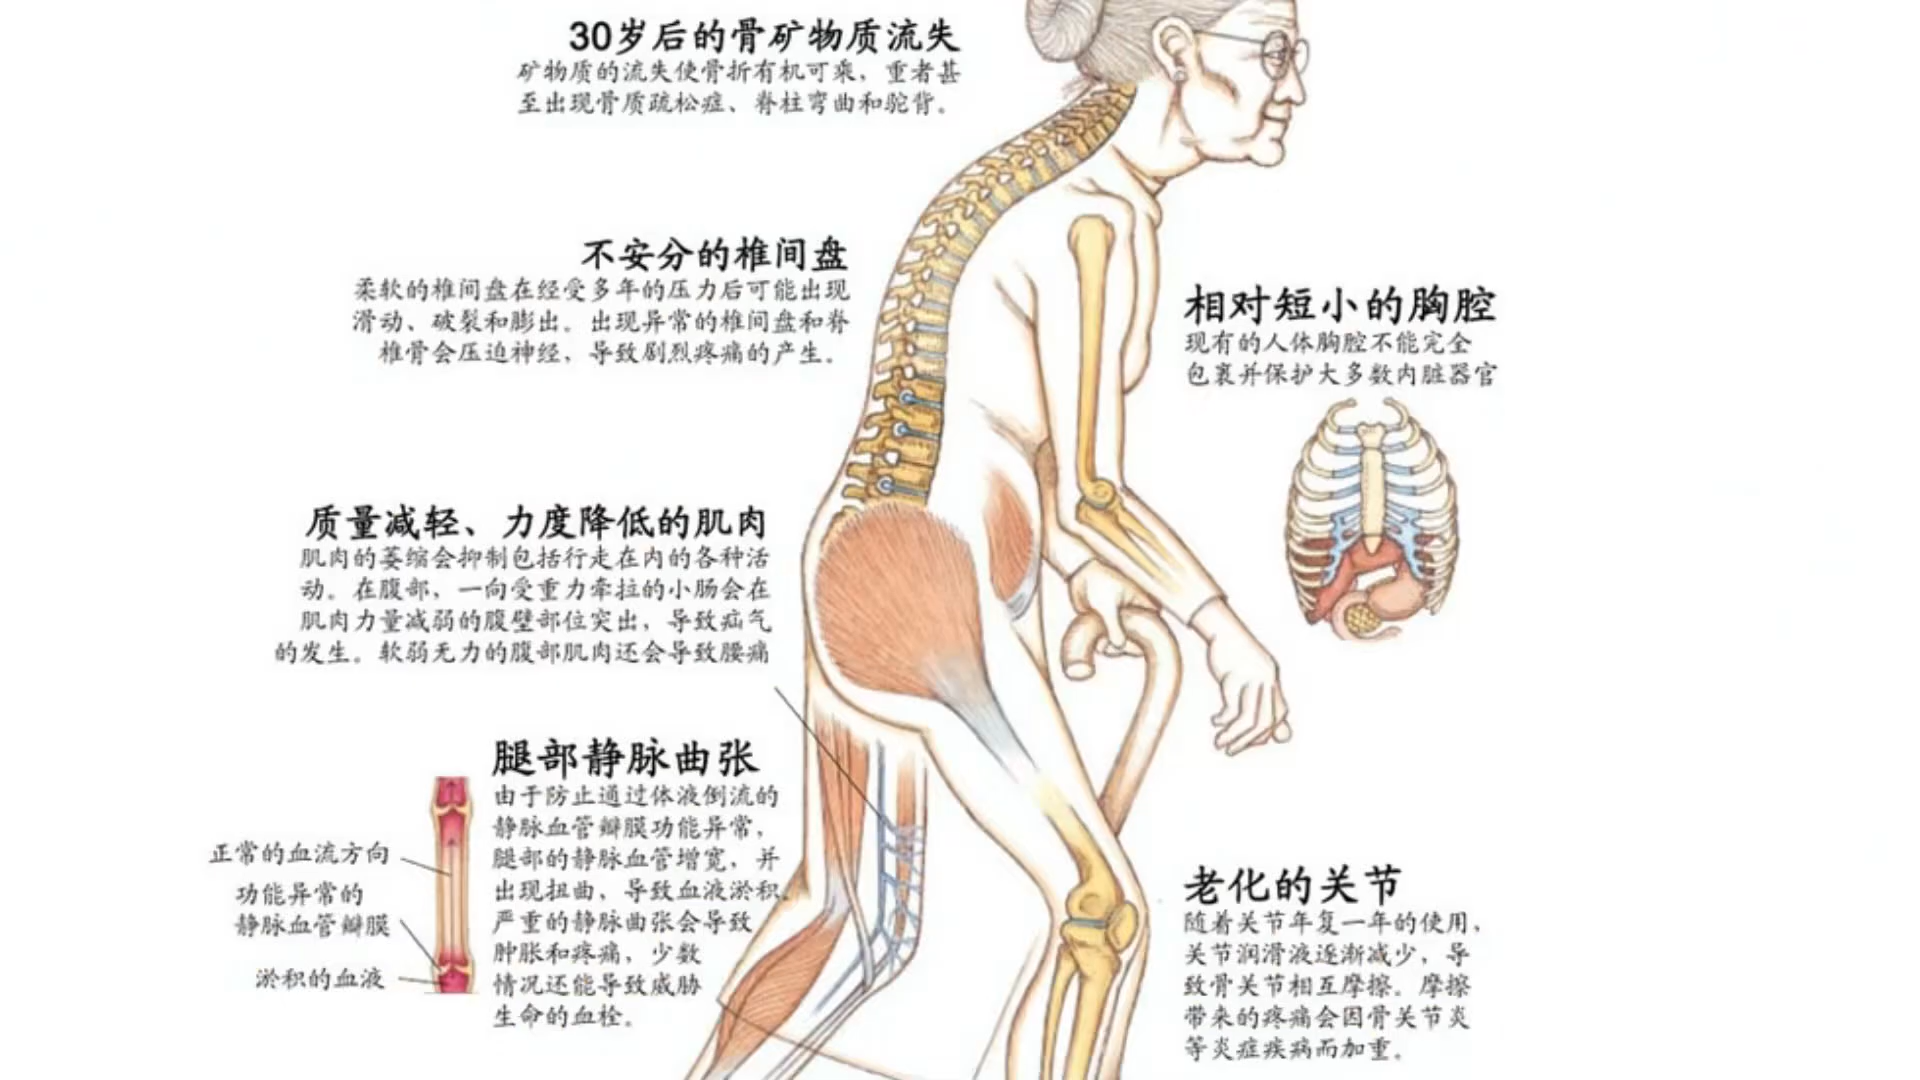 30岁后的骨矿物质流失
矿物质的流失使骨折有机可乘，重者甚
至出现骨质疏松症、脊柱弯曲和驼背。
不安分的椎间盘
柔软的椎间盘在经受多年的压力后可能出现
滑动、破裂和膨出。出现异常的椎间盘和脊
椎骨会压迫神经，导致剧烈疼痛的产生。
相对短小的胸腔
现有的人体胸腔不能完全
包裹并保护大多数内脏器官
质量减轻、力度降低的肌肉
肌肉的萎缩会抑制包括行走在内的各种活
动。在腹部，一向受重力牵拉的小肠会在
肌肉力量减弱的腹壁部位突出，导致疝气
的发生。软弱无力的腹部肌肉还会导致腰痛
腿部静脉曲张
由于防止通过体液倒流的
静脉血管瓣膜功能异常，
腿部的静脉血管增宽，并
出现扭曲，导致血液淤积。
严重的静脉曲张会导致
肿胀和疼痛，少数
情况还能导致威胁
生命的血栓。
正常的血流方向
功能异常的
静脉血管瓣膜
淤积的血液
老化的关节
随着关节年复一年的使用，
关节润滑液逐渐减少，导
致骨关节相互摩擦。摩擦
带来的疼痛会因骨关节炎
等炎症疾病而加重。